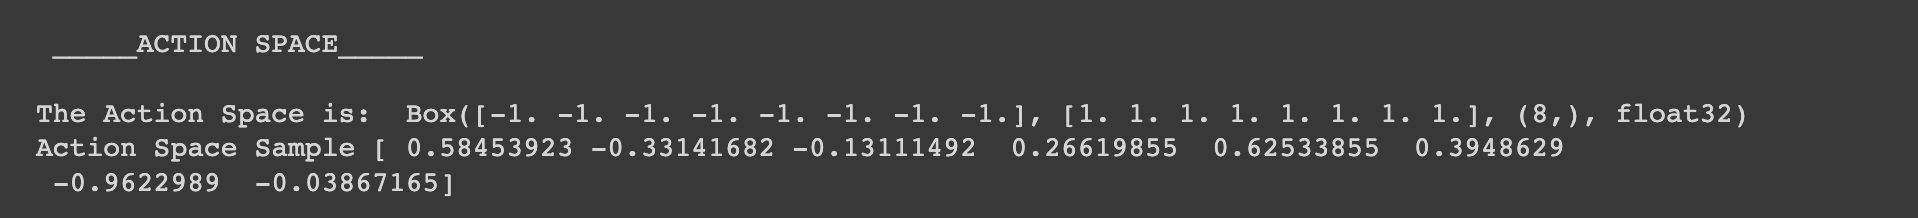 _____ACTION SPACE_____
The Action Space is:  Box([-1. -1. -1. -1. -1. -1. -1. -1.], [1. 1. 1. 1. 1. 1. 1. 1.], (8,), float32)
Action Space Sample [ 0.58453923 -0.33141682 -0.13111492  0.26619855  0.62533855  0.3948629
 -0.9622989  -0.03867165]